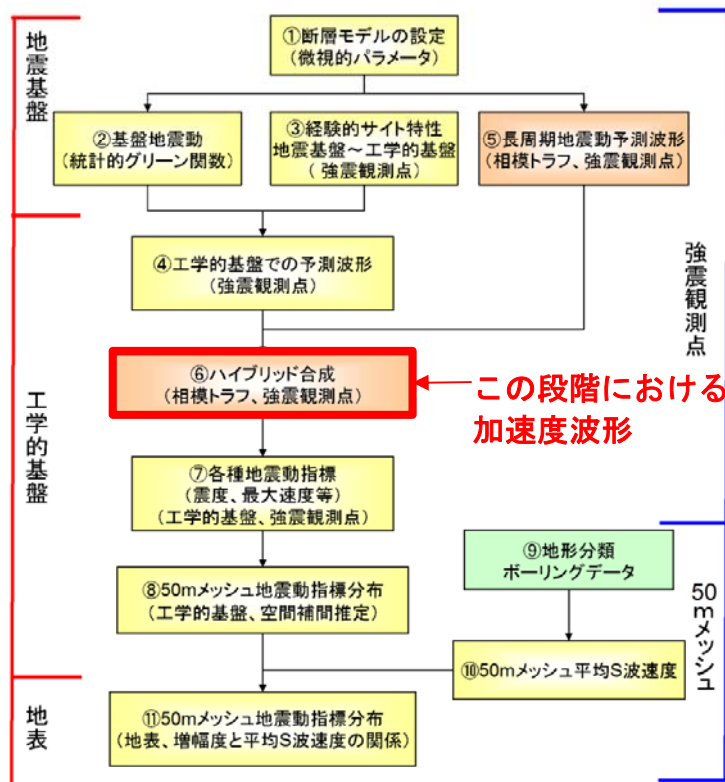 地震基盤
①断層モデルの設定
(微視的パラメータ)
②基盤地震動
(統計的グリーン関数)
③経験的サイト特性
地震基盤～工学的基盤
( 強震観測点)
⑤長周期地震動予測波形
(相模トラフ、強震観測点)
④工学的基盤での予測波形
(強震観測点)
強震観測点
⑥ハイブリッド合成
(相模トラフ、強震観測点)
この段階における
加速度波形
工学的基盤
⑦各種地震動指標
(震度、最大速度等)
(工学的基盤、強震観測点)
⑨地形分類
ボーリングデータ
⑧50mメッシュ地震動指標分布
(工学的基盤、空間補間推定)
50mメッシュ
⑩50mメッシュ平均S波速度
地表
⑪50mメッシュ地震動指標分布
(地表、増幅度と平均S波速度の関係)